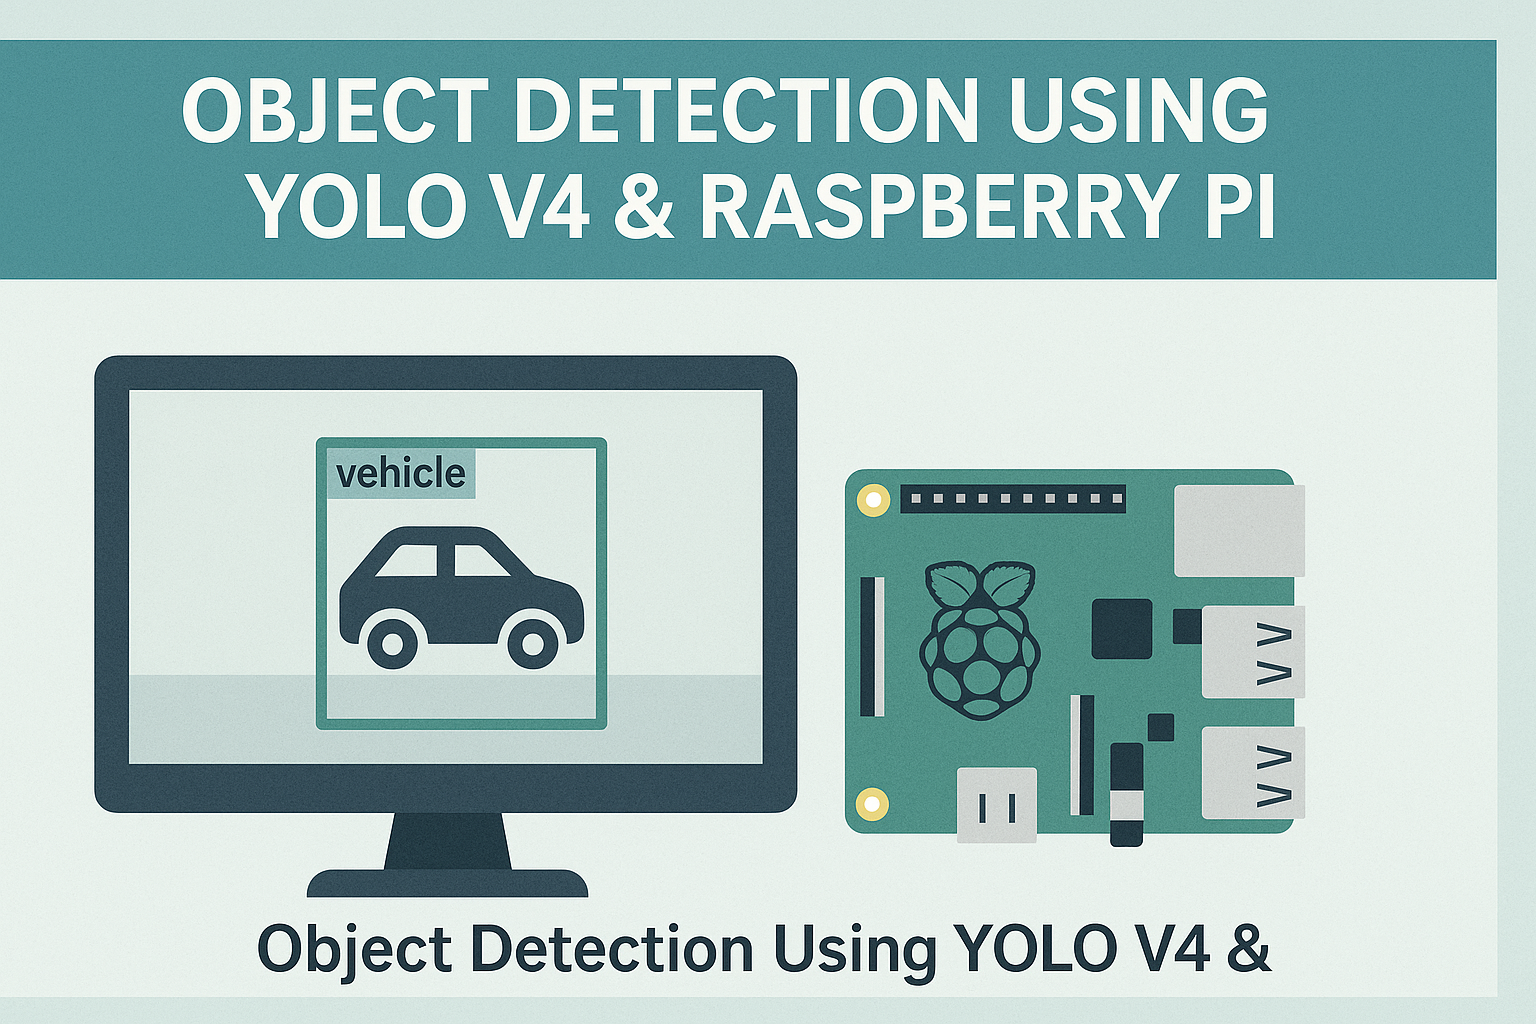 OBJECT DETECTION USING
YOLO V4 & RASPBERRY PI
vehicle
Object Detection Using YOLO V4 &